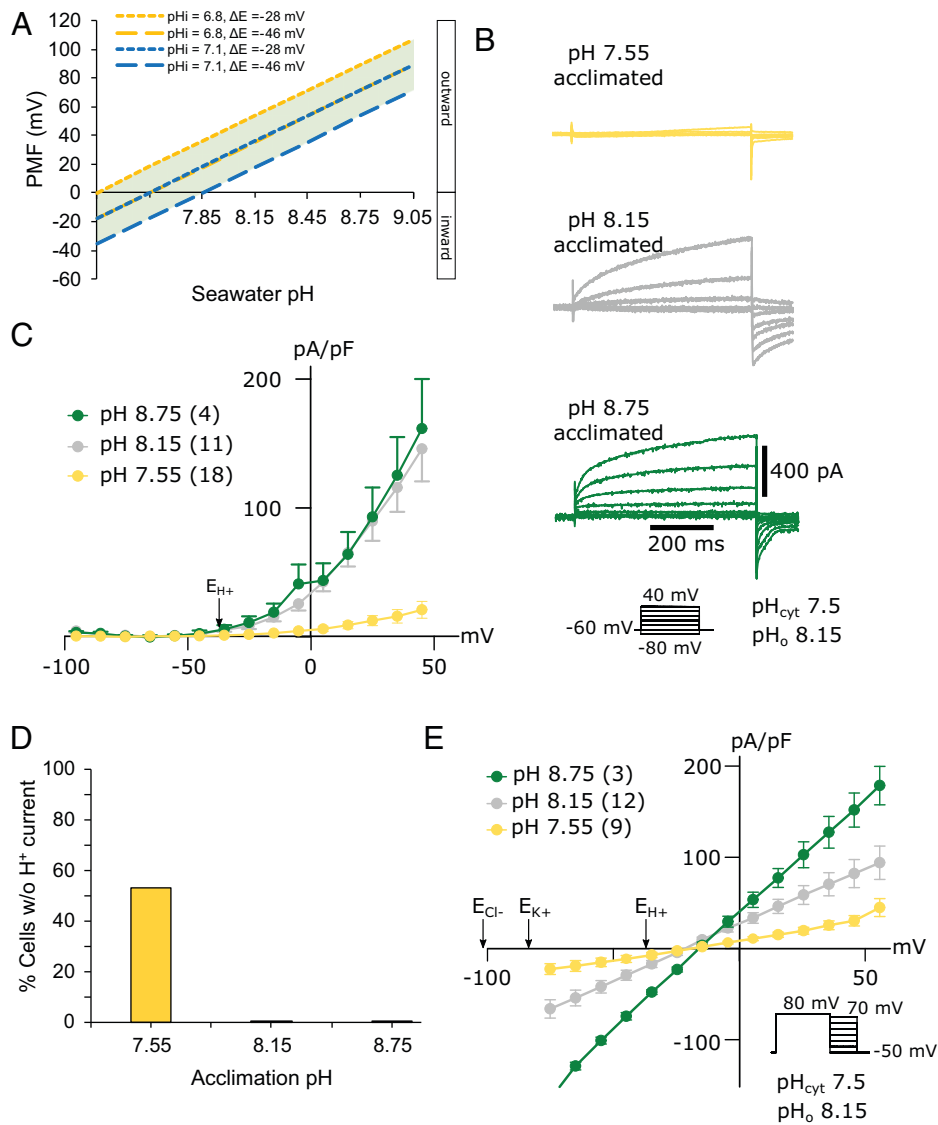 A
pHi = 6.8, ΔE =-28 mV
pHi = 6.8, ΔE =-46 mV
pHi = 7.1, ΔE =-28 mV
pHi = 7.1, ΔE =-46 mV
120
100
80
60
40
20
0
-20
-40
-60
PMF (mV)
7.85 8.15 8.45 8.75 9.05
Seawater pH
outward
inward
B
pH 7.55
acclimated
pH 8.15
acclimated
pH 8.75
acclimated
400 pA
200 ms
40 mV
-60 mV
-80 mV
pHcyt 7.5
pHo 8.15
C
pA/pF
200
100
pH 8.75 (4)
pH 8.15 (11)
pH 7.55 (18)
EH+
mV
-100 -50 0 50
D
% Cells w/o H+ current
100
80
60
40
20
0
7.55 8.15 8.75
Acclimation pH
E
pA/pF
200
100
-100
pH 8.75 (3)
pH 8.15 (12)
pH 7.55 (9)
ECl- EK+ EH+
mV
-100 50
80 mV 70 mV
-50 mV
pHcyt 7.5
pHo 8.15